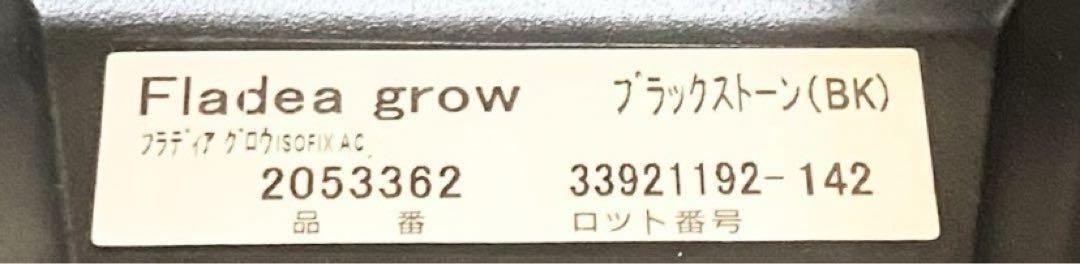 Fladea grow ブラックストーン(BK)
フラディア グロウISOFIX AC
2053362 33921192-142
品番 ロット番号